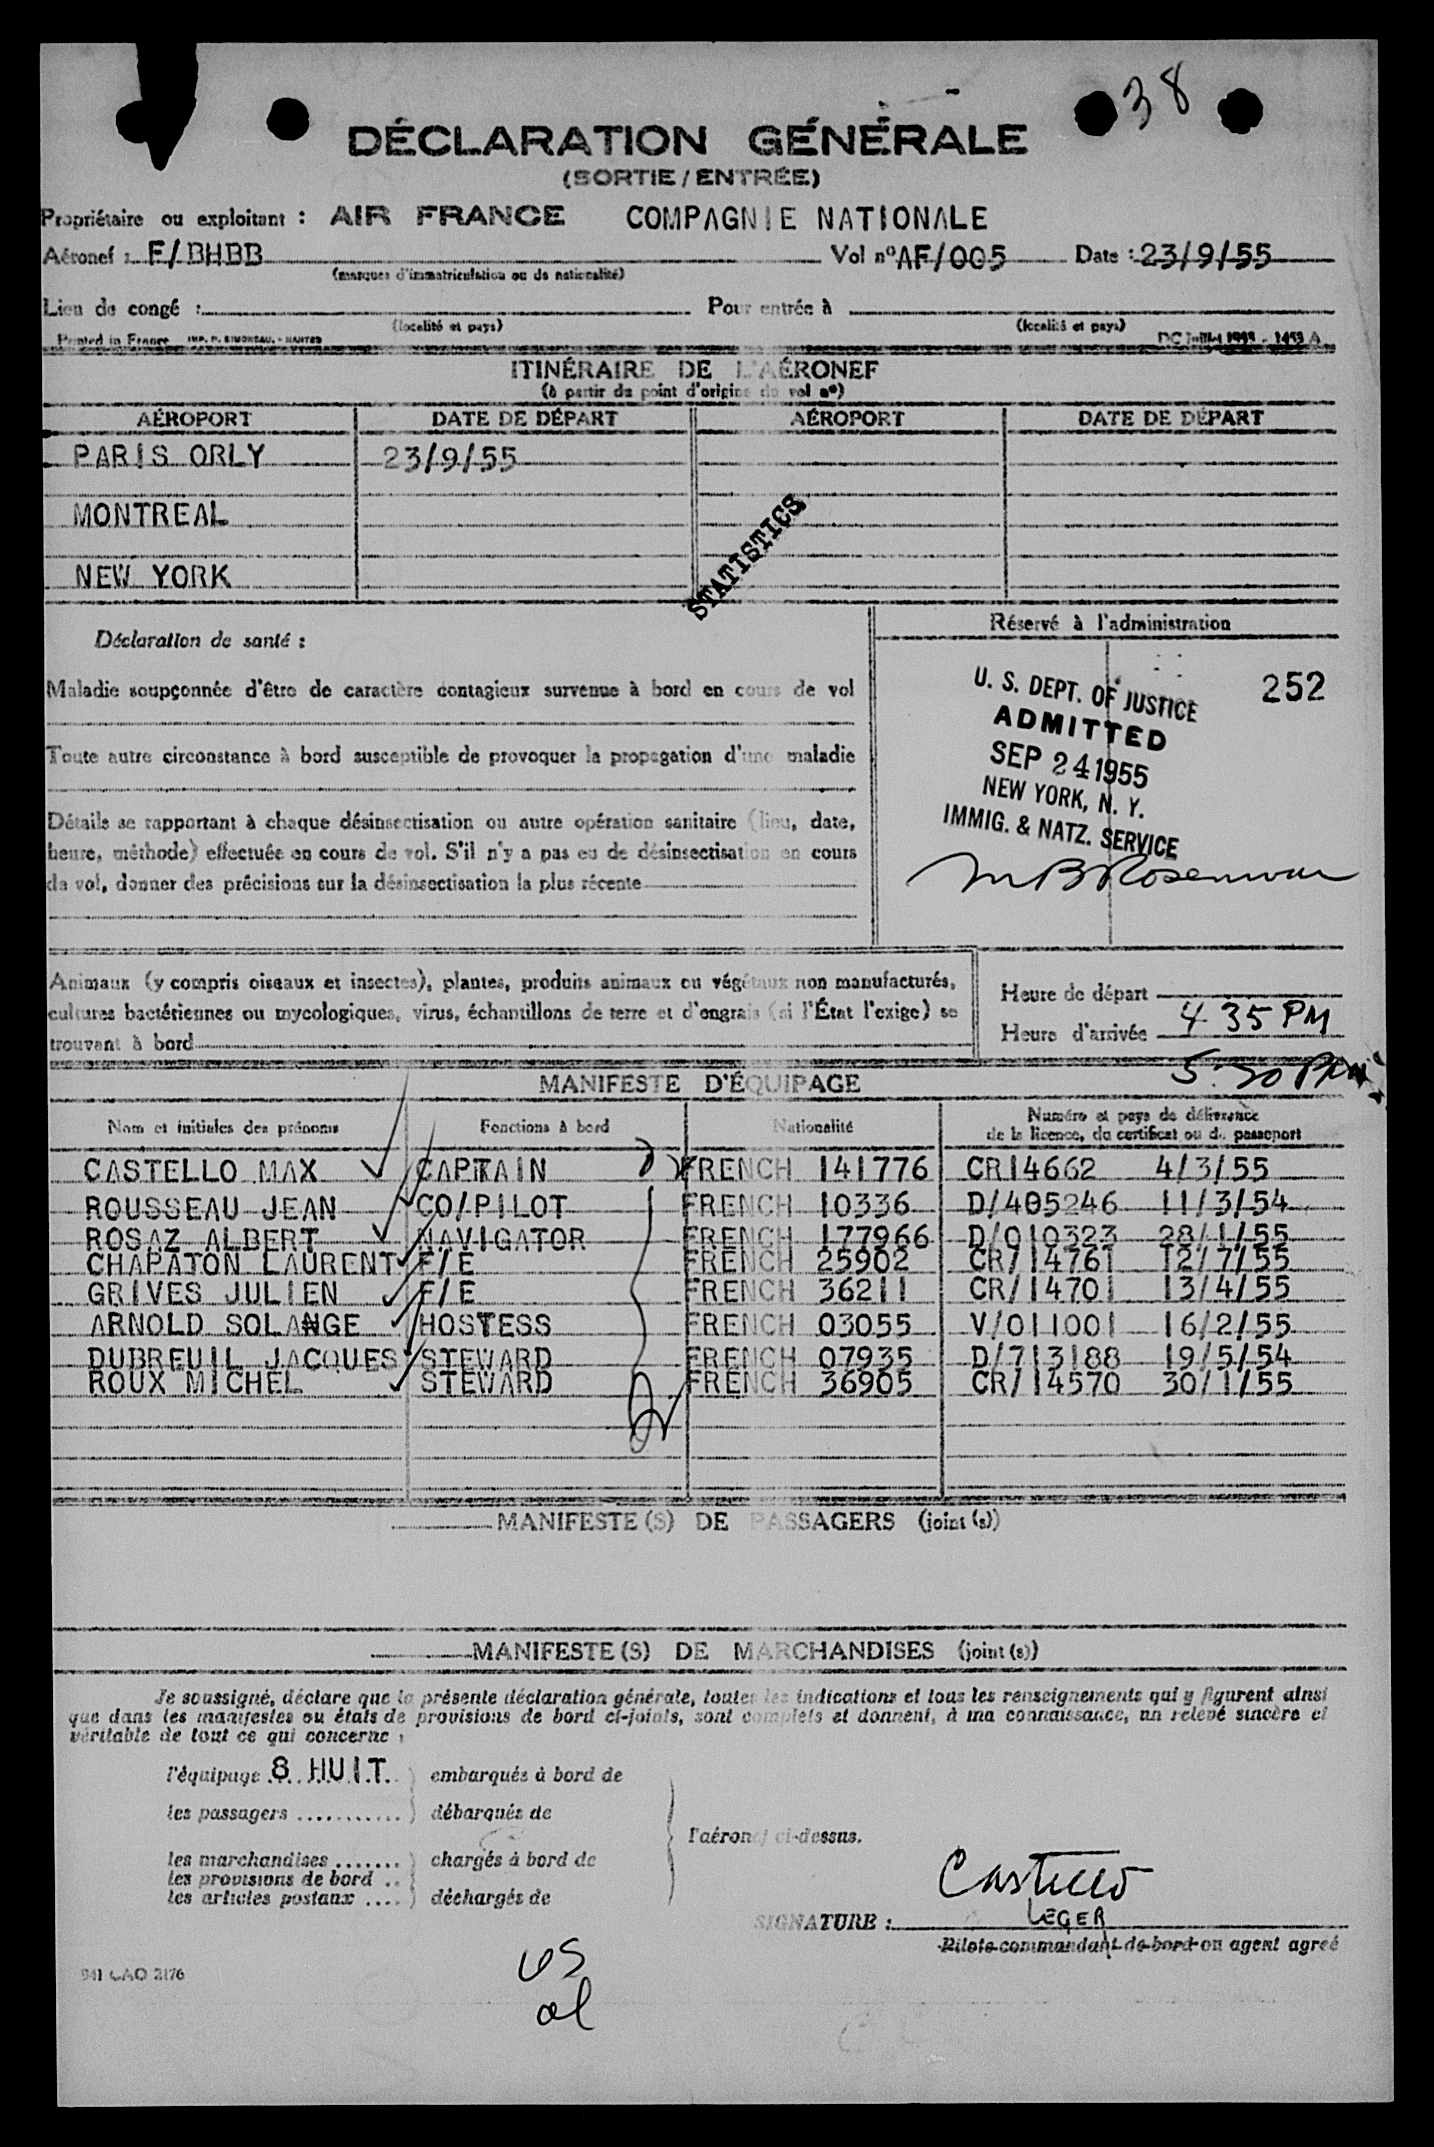 38
DÉCLARATION GÉNÉRALE
(SORTIE / ENTRÉE)
Propriétaire ou exploitant : AIR FRANCE COMPAGNIE NATIONALE
Aéronef : F/BHBB Vol nº AF/005 Date : 23/9/55
(marques d'immatriculation ou de nationalité)
Lieu de congé : Pour entrée à
(localité et pays) (localité et pays)
Printed in France IMP. P. SIMONEAU. - NANTES DC Juillet 1953 - 1453 A
ITINÉRAIRE DE L'AÉRONEF
(à partir du point d'origine du vol nº)
AÉROPORT DATE DE DÉPART AÉROPORT DATE DE DÉPART
PARIS ORLY 23/9/55
MONTREAL
NEW YORK
STATISTICS
Déclaration de santé :
Réservé à l'administration
Maladie soupçonnée d'être de caractère contagieux survenue à bord en cours de vol
Toute autre circonstance à bord susceptible de provoquer la propagation d'une maladie
Détails se rapportant à chaque désinsectisation ou autre opération sanitaire (lieu, date,
heure, méthode) effectuée en cours de vol. S'il n'y a pas eu de désinsectisation en cours
de vol, donner des précisions sur la désinsectisation la plus récente
252
U. S. DEPT. OF JUSTICE
ADMITTED
SEP 24 1955
NEW YORK, N. Y.
IMMIG. & NATZ. SERVICE
Animaux (y compris oiseaux et insectes), plantes, produits animaux ou végétaux non manufacturés,
cultures bactériennes ou mycologiques, virus, échantillons de terre et d'engrais (si l'État l'exige) se
trouvant à bord
Heure de départ
Heure d'arrivée 4 35 PM
5:30 PM
MANIFESTE D'ÉQUIPAGE
Nom et initiales des prénoms Fonctions à bord Nationalité Numéro et pays de délivrance
de la licence, du certificat ou du passeport
CASTELLO MAX CAPTAIN FRENCH 141776 CR14662 4/3/55
ROUSSEAU JEAN CO/PILOT FRENCH 10336 D/405246 11/3/54
ROSAZ ALBERT NAVIGATOR FRENCH 177966 D/010323 28/1/55
CHAPATON LAURENT F/E FRENCH 25902 CR/14761 12/7/55
GRIVES JULIEN F/E FRENCH 36211 CR/14701 13/4/55
ARNOLD SOLANGE HOSTESS FRENCH 03055 V/011001 16/2/55
DUBREUIL JACQUES STEWARD FRENCH 07935 D/713188 19/5/54
ROUX MICHEL STEWARD FRENCH 36905 CR/14570 30/1/55
MANIFESTE(S) DE PASSAGERS (joint(s))
MANIFESTE(S) DE MARCHANDISES (joint(s))
Je soussigné, déclare que la présente déclaration générale, toutes les indications et tous les renseignements qui y figurent ainsi
que dans les manifestes ou états de provisions de bord ci-joints, sont complets et donnent, à ma connaissance, un relevé sincère et
véritable de tout ce qui concerne :
l'équipage 8 HUIT ) embarqués à bord de
les passagers ) débarqués de
l'aéronef ci-dessus.
les marchandises ) chargés à bord de
les provisions de bord
les articles postaux ) déchargés de
Castello
LEGER
SIGNATURE :
Pilote commandant de bord ou agent agréé
941 CAO 2176